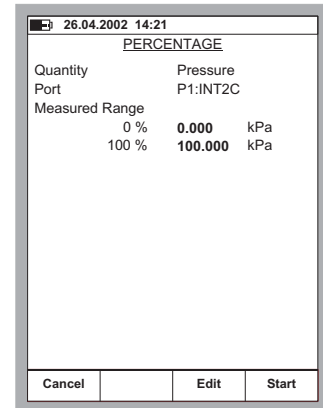 26.04.2002 14:21
PERCENTAGE
Quantity Pressure
Port P1:INT2C
Measured Range
0 % 0.000 kPa
100 % 100.000 kPa
Cancel Edit Start